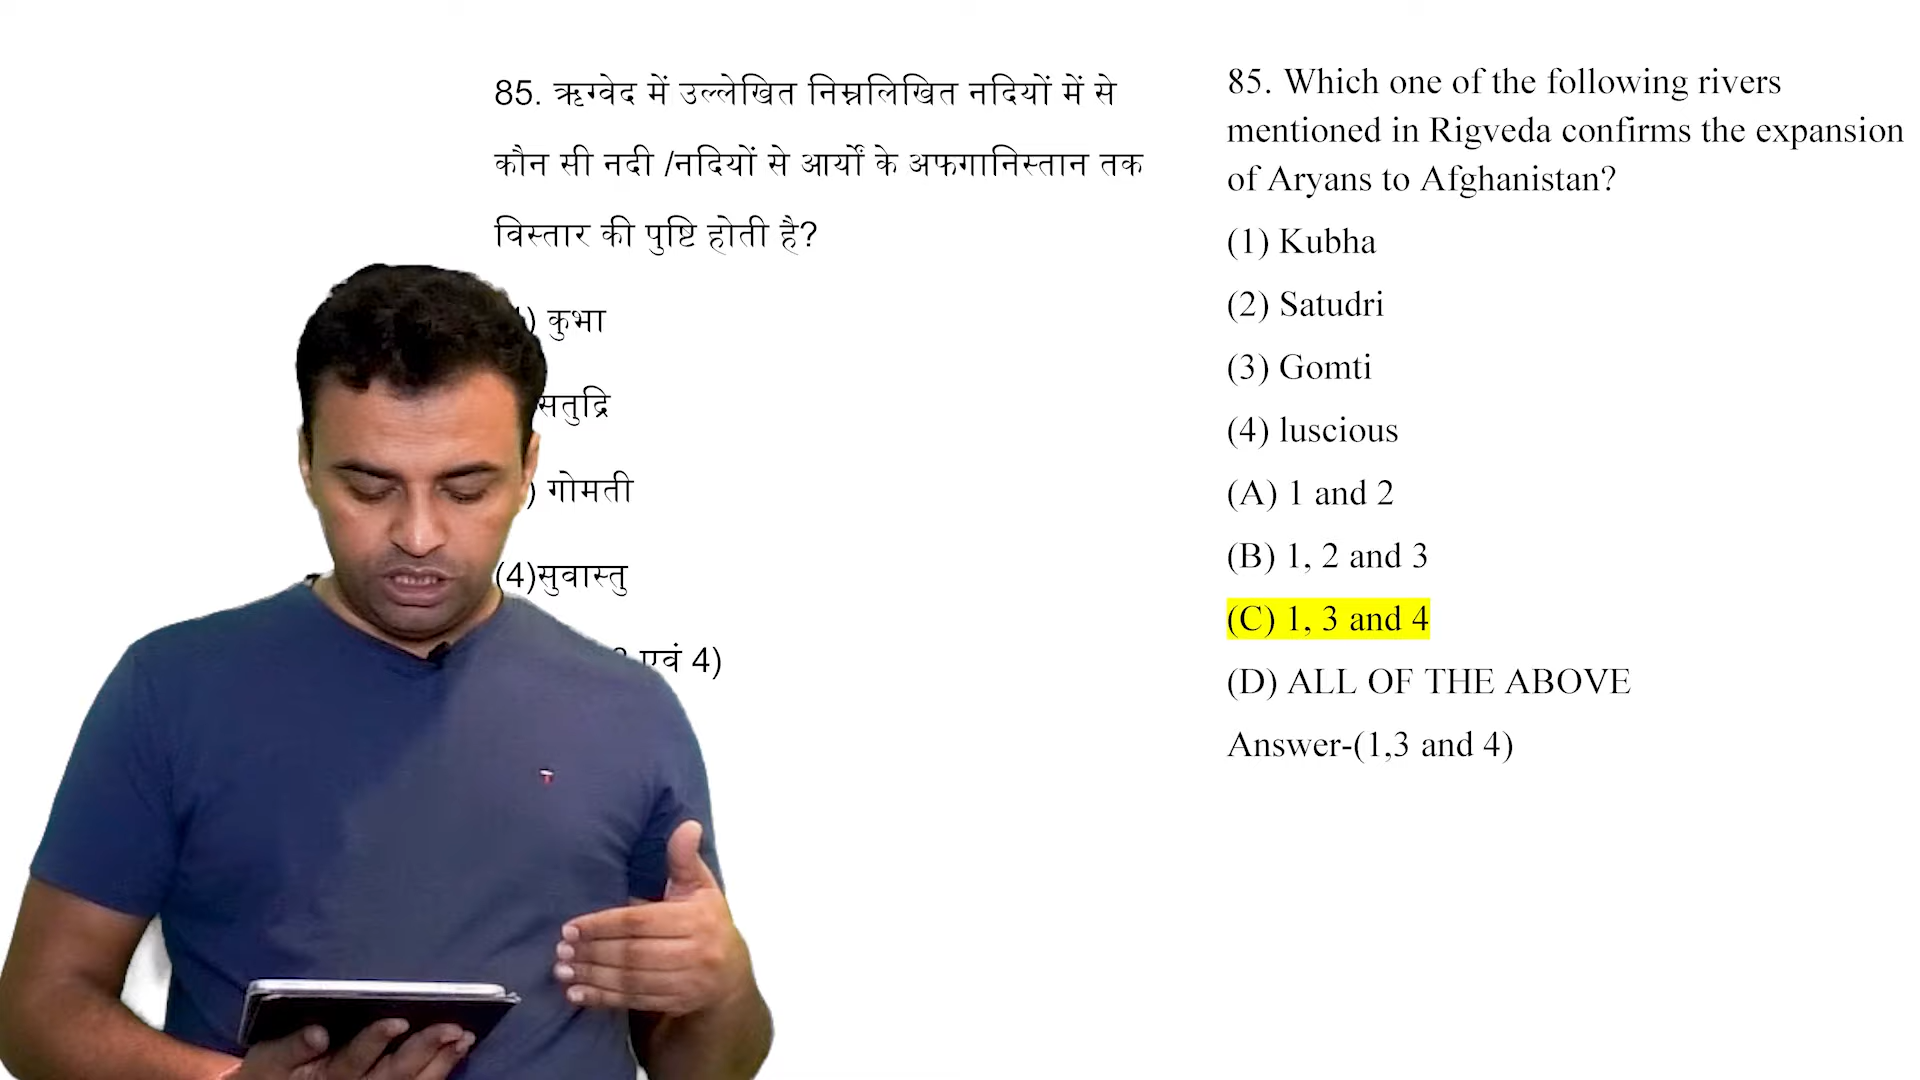 85. ऋग्वेद में उल्लेखित निम्नलिखित नदियों में से
कौन सी नदी /नदियों से आर्यों के अफगानिस्तान तक
विस्तार की पुष्टि होती है?
) कुभा
सतुद्रि
) गोमती
(4)सुवास्तु
एवं 4)
85. Which one of the following rivers
mentioned in Rigveda confirms the expansion
of Aryans to Afghanistan?
(1) Kubha
(2) Satudri
(3) Gomti
(4) luscious
(A) 1 and 2
(B) 1, 2 and 3
(C) 1, 3 and 4
(D) ALL OF THE ABOVE
Answer-(1,3 and 4)